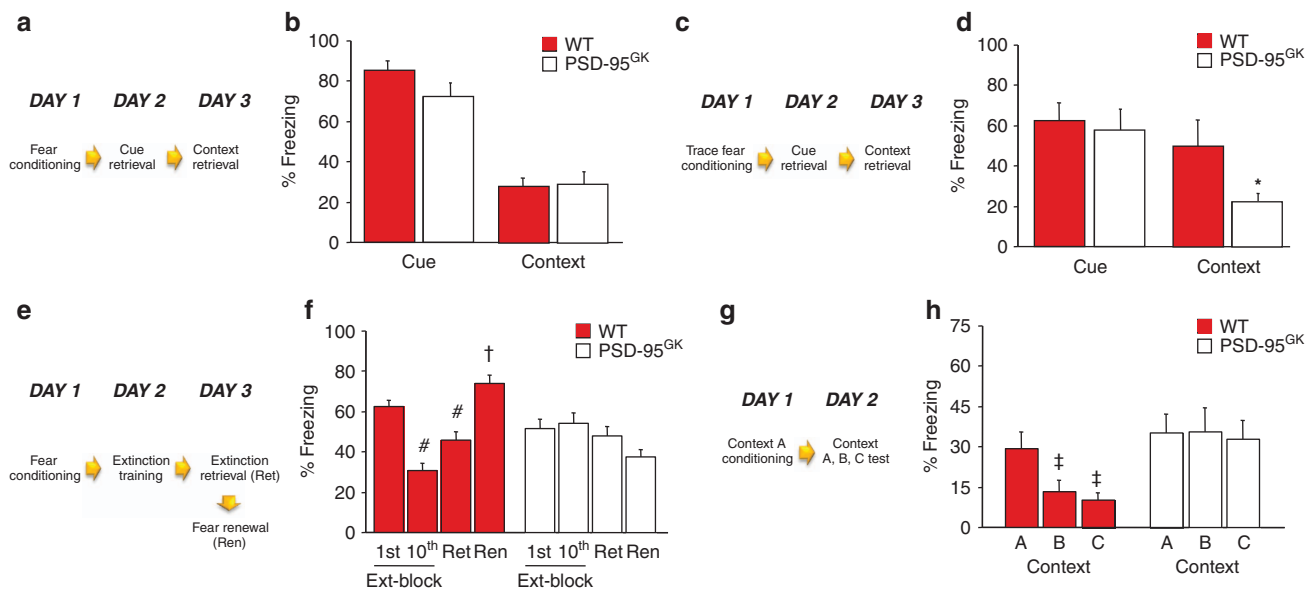 a
DAY 1 DAY 2 DAY 3
Fear conditioning
Cue retrieval
Context retrieval
b
% Freezing
100
80
60
40
20
0
WT
PSD-95GK
Cue Context
c
DAY 1 DAY 2 DAY 3
Trace fear conditioning
Cue retrieval
Context retrieval
d
% Freezing
100
80
60
40
20
0
WT
PSD-95GK
*
Cue Context
e
DAY 1 DAY 2 DAY 3
Fear conditioning
Extinction training
Extinction retrieval (Ret)
Fear renewal (Ren)
f
% Freezing
100
80
60
40
20
0
WT
PSD-95GK
# # †
1st 10th Ret Ren 1st 10th Ret Ren
Ext-block Ext-block
g
DAY 1 DAY 2
Context A conditioning
Context A, B, C test
h
% Freezing
75
60
45
30
15
0
WT
PSD-95GK
‡ ‡
A B C A B C
Context Context